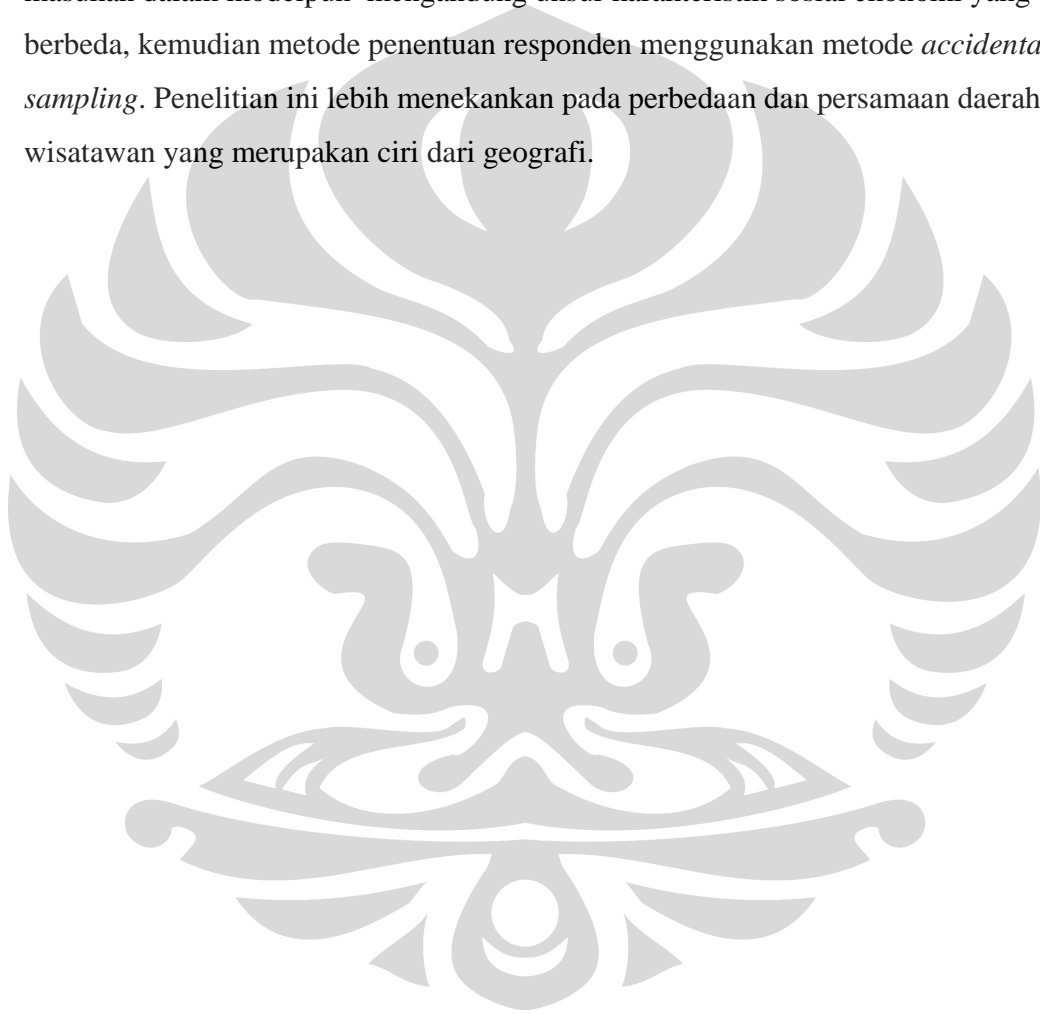 berbeda, kemudian metode penentuan responden menggunakan metode
sampling. Penelitian ini lebih menekankan pada perbedaan dan persamaan daerah
wisatawan yang merupakan ciri dari geografi.